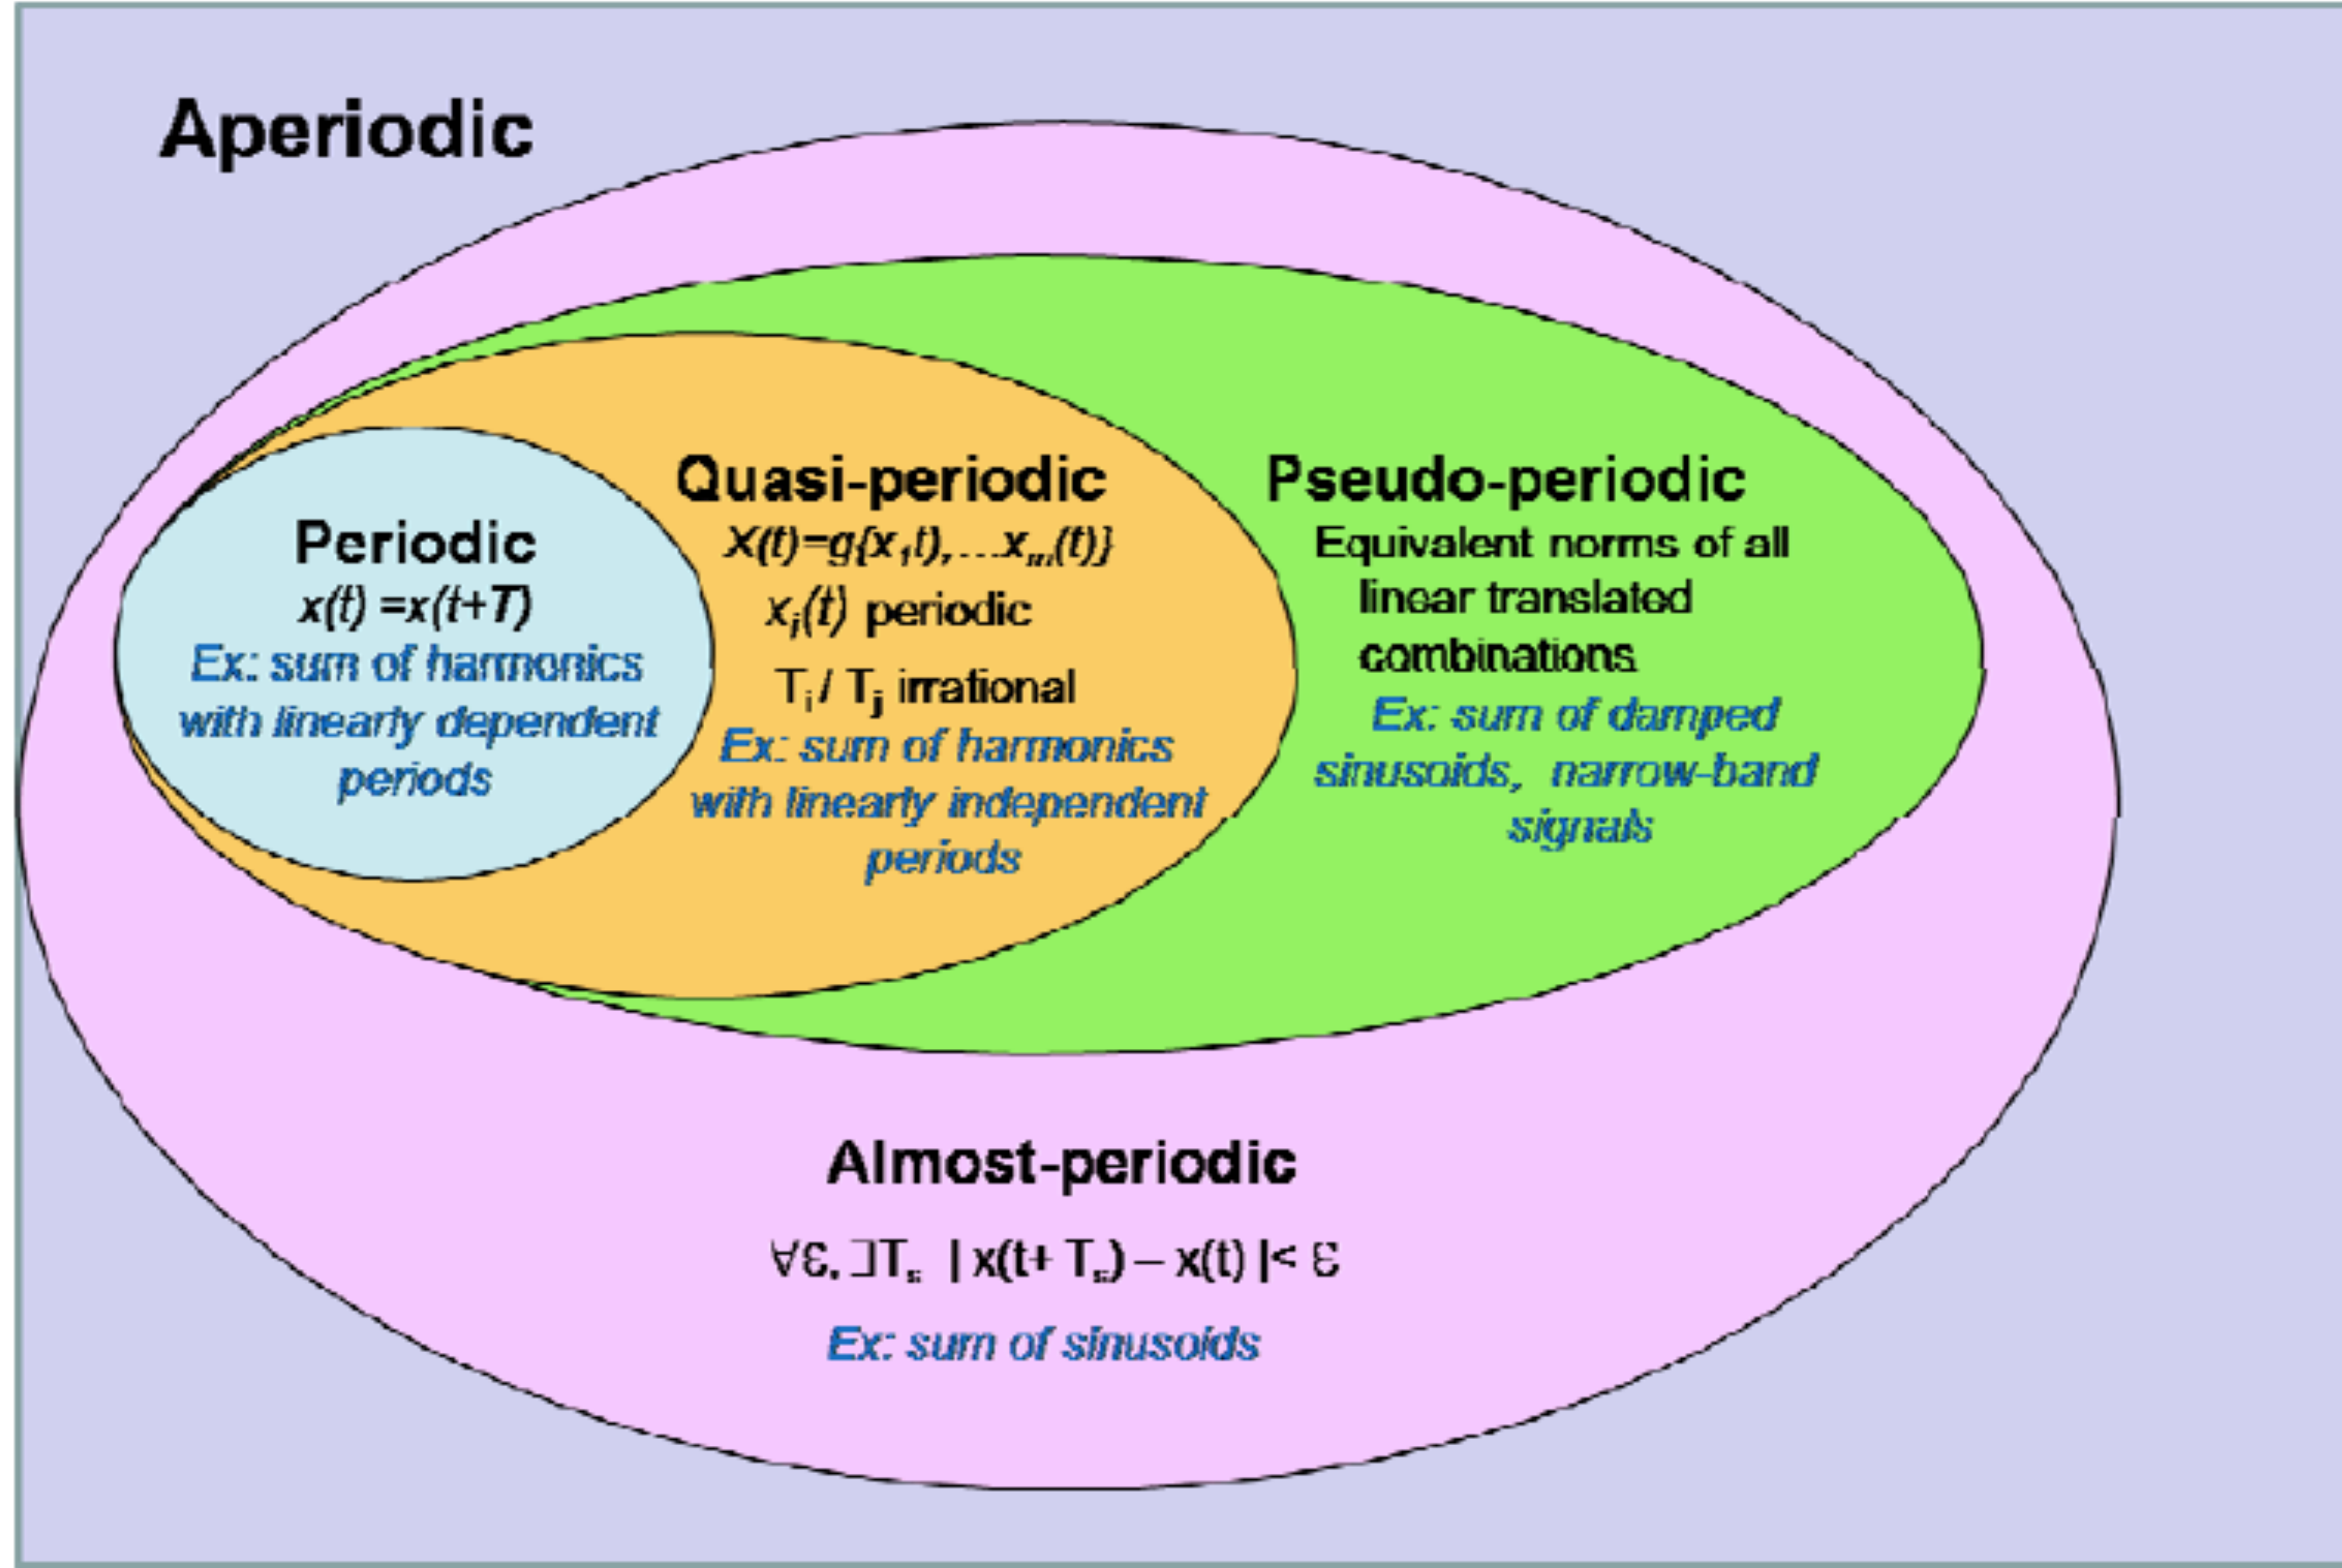 Aperiodic
Periodic
x(t) =x(t+T)
Ex: sum of harmonics
with linearly dependent
periods
Quasi-periodic
X(t)=g{x₁t),...xₘ(t)}
xᵢ(t) periodic
Tᵢ/ Tⱼ irrational
Ex: sum of harmonics
with linearly independent
periods
Pseudo-periodic
Equivalent norms of all
linear translated
combinations
Ex: sum of damped
sinusoids, narrow-band
signals
Almost-periodic
∀ε, ∃Tε | x(t+ Tε) – x(t) |< ε
Ex: sum of sinusoids